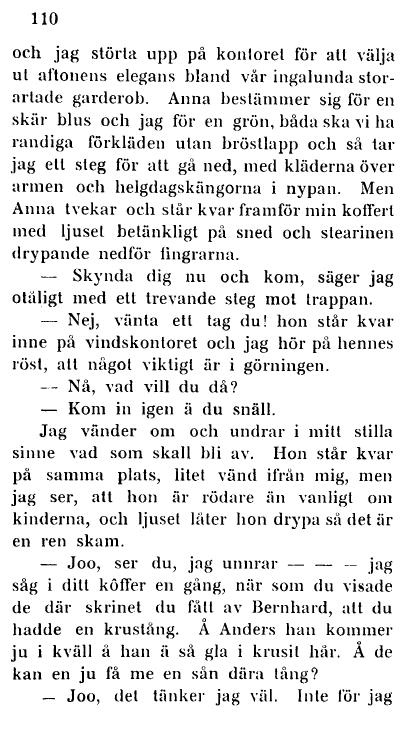 110
och jag störta upp på kontoret för att välja
ut aftonens elegans bland vår ingalunda stor-
artade garderob. Anna bestämmer sig för en
skär blus och jag för en grön, båda ska vi ha
randiga förkläden utan bröstlapp och så tar
jag ett steg för att gå ned, med kläderna över
armen och helgdagskängorna i nypan. Men
Anna tvekar och står kvar framför min koffert
med ljuset betänkligt på sned och stearinen
drypande nedför fingrarna.
— Skynda dig nu och kom, säger jag
otåligt med ett trevande steg mot trappan.
— Nej, vänta ett tag du! hon står kvar
inne på vindskontoret och jag hör på hennes
röst, att något viktigt är i görningen.
— Nå, vad vill du då?
— Kom in igen ä du snäll.
Jag vänder om och undrar i mitt stilla
sinne vad som skall bli av. Hon står kvar
på samma plats, litet vänd ifrån mig, men
jag ser, att hon är rödare än vanligt om
kinderna, och ljuset låter hon drypa så det är
en ren skam.
— Joo, ser du, jag unnrar — — — jag
såg i ditt kôffer en gång, när som du visade
de där skrinet du fått av Bernhard, att du
hadde en krustång. Å Anders han kommer
ju i kväll å han ä så gla i krusit hår. Å de
kan en ju få me en sån dära tång?
— Joo, det tänker jag väl. Inte för jag